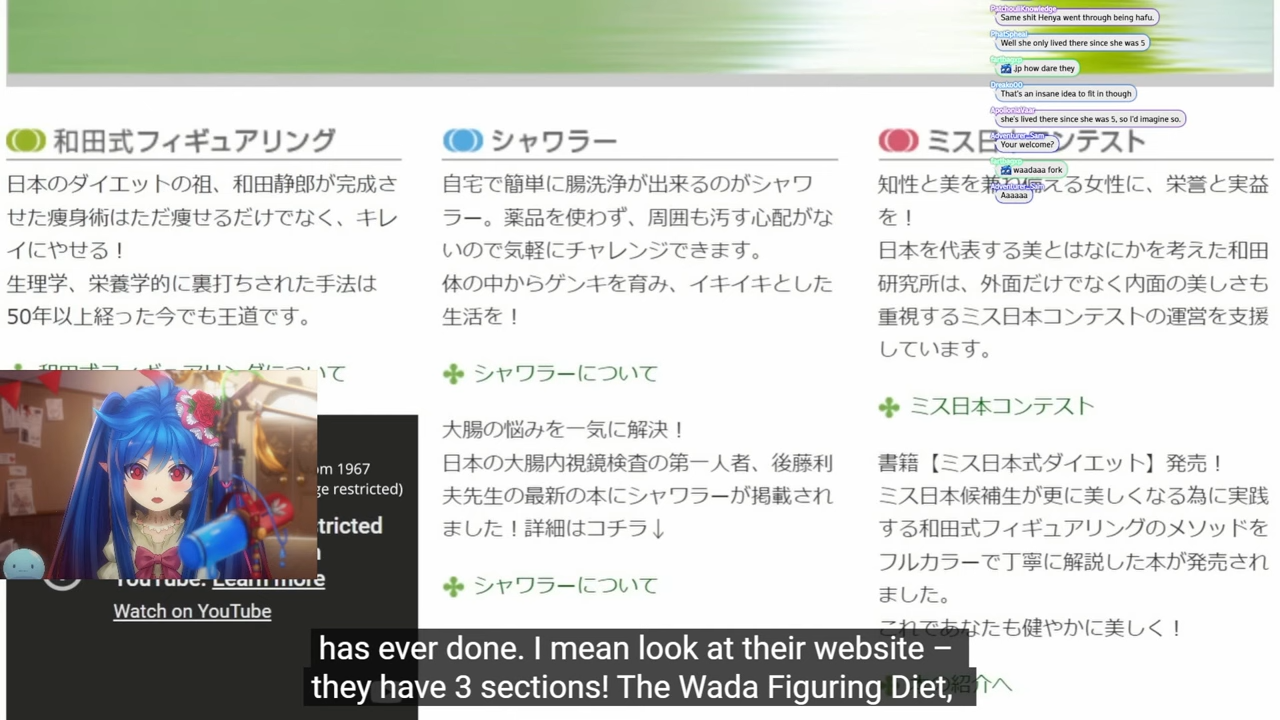 和田式フィギュアリング
日本のダイエットの祖、和田静郎が完成さ
せた痩身術はただ痩せるだけでなく、キレ
イにやせる！
生理学、栄養学的に裏打ちされた手法は
50年以上経った今でも王道です。
和田式フィギュアリングについて
om 1967
ge restricted)
tricted
YouTube. Learn more
Watch on YouTube
シャワラー
自宅で簡単に腸洗浄が出来るのがシャワ
ラー。薬品を使わず、周囲も汚す心配がな
いので気軽にチャレンジできます。
体の中からゲンキを育み、イキイキとした
生活を！
シャワラーについて
大腸の悩みを一気に解決！
日本の大腸内視鏡検査の第一人者、後藤利
夫先生の最新の本にシャワラーが掲載され
ました！詳細はコチラ↓
シャワラーについて
ミス日本コンテスト
知性と美を兼ね備える女性に、栄誉と実益
を！
日本を代表する美とはなにかを考えた和田
研究所は、外面だけでなく内面の美しさも
重視するミス日本コンテストの運営を支援
しています。
ミス日本コンテスト
書籍【ミス日本式ダイエット】発売！
ミス日本候補生が更に美しくなる為に実践
する和田式フィギュアリングのメソッドを
フルカラーで丁寧に解説した本が発売され
ました。
これであなたも健やかに美しく！
紹介へ
PatchouliKnowledge
Same shit Henya went through being hafu.
Well she only lived there since she was 5
.jp how dare they
That's an insane idea to fit in though
she's lived there since she was 5, so I'd imagine so.
Adventurer_Sam
Your welcome?
waadaaa fork
Adventurer_Sam
Aaaaaa
has ever done. I mean look at their website –
they have 3 sections! The Wada Figuring Diet,